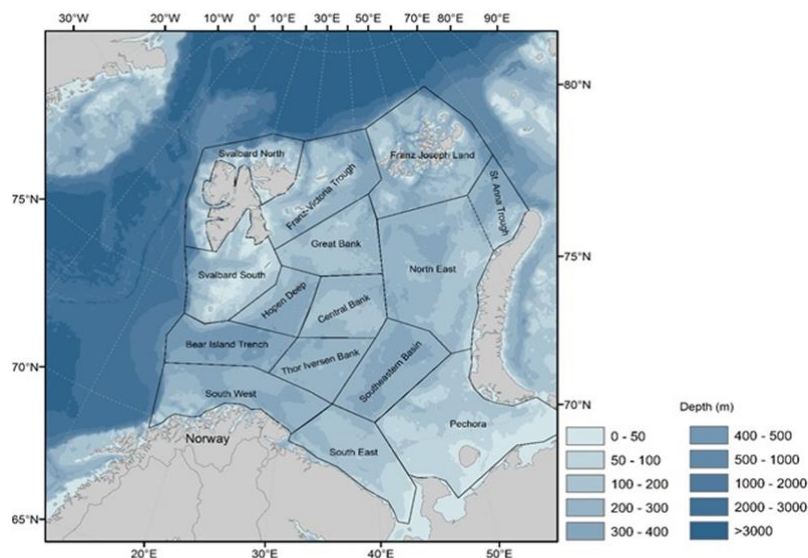 30°W 20°W 10°W 0° 10°E 20°E 30°E 50°E 70°E 80°E 90°E
80°N
Svalbard North
Franz Joseph Land
St. Anna Trough
75°N
Franz-Victoria Trough
Great Bank
75°N
Svalbard South
North East
Hopen Deep
Central Bank
Bear Island Trench
Thor Iversen Bank
Southeastern Basin
70°N
South West
70°N
Norway
Pechora
South East
65°N
20°E 30°E 40°E 50°E
Depth (m)
0 - 50
50 - 100
100 - 200
200 - 300
300 - 400
400 - 500
500 - 1000
1000 - 2000
2000 - 3000
>3000